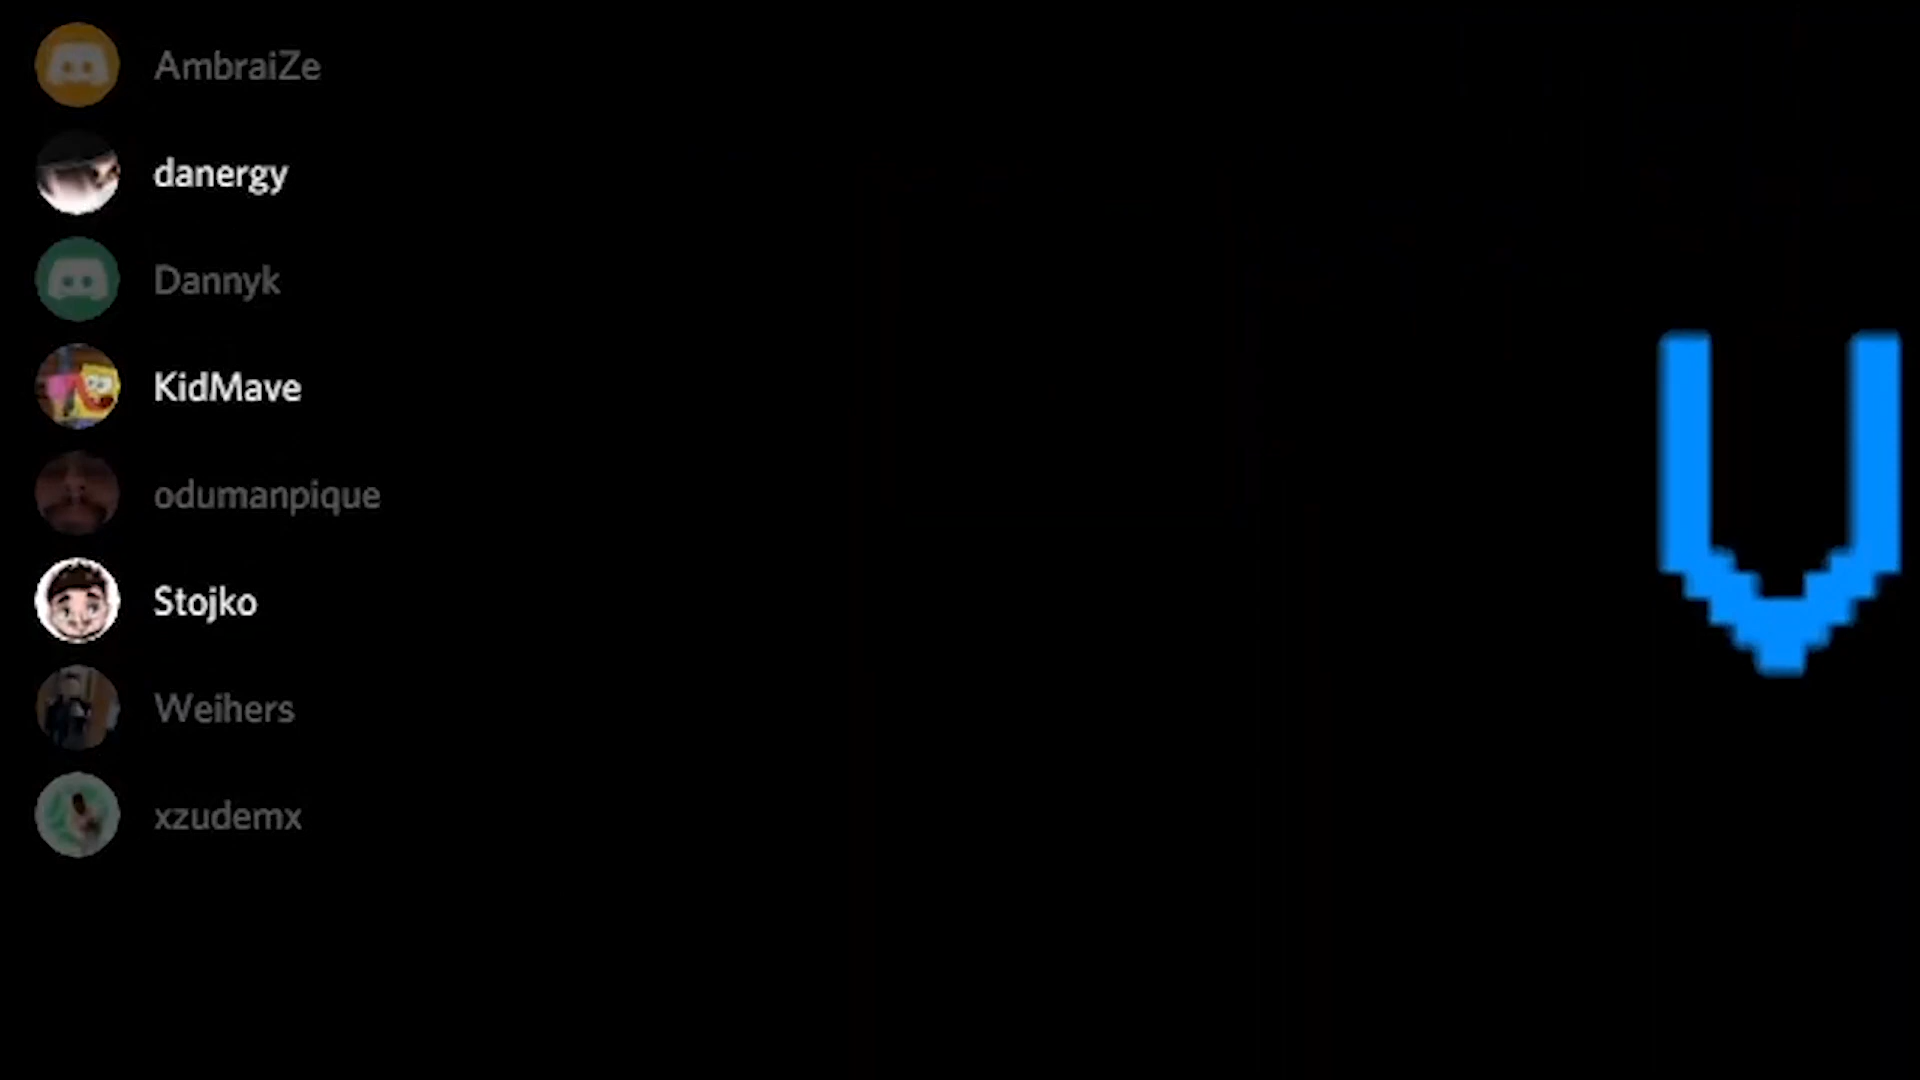 AmbraiZe
danergy
Dannyk
KidMave
odumanpique
Stojko
Weihers
xzudemx
V